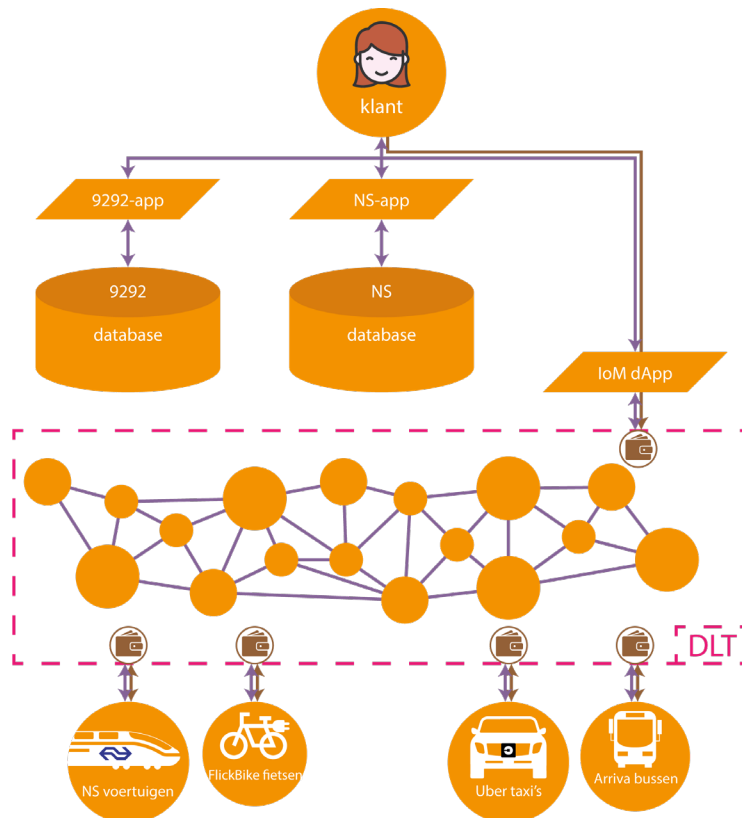 klant
9292-app
NS-app
9292
database
NS
database
IoM dApp
DLT
NS voertuigen
FlickBike fietsen
Uber taxi's
Arriva bussen